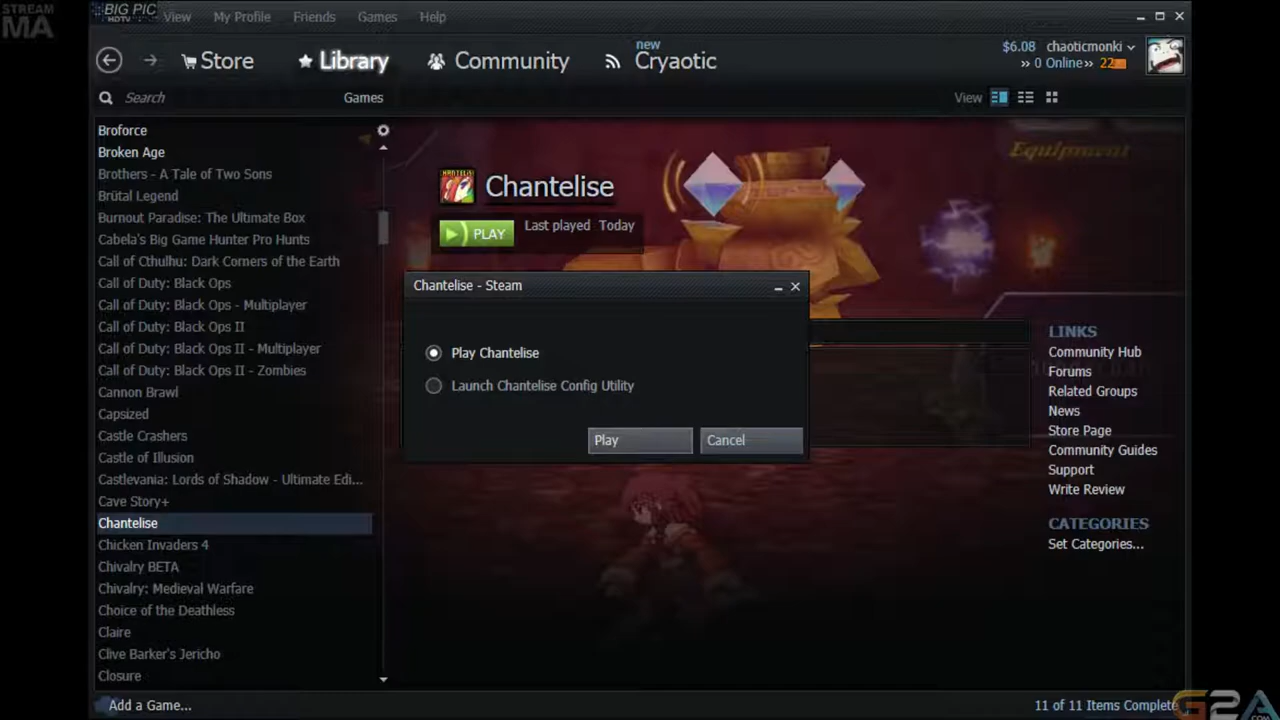 STREAM
MA
BIG PIC
HDTV
View
My Profile
Friends
Games
Help
Store
Library
Community
new
Cryaotic
$6.08 chaoticmonki
>> 0 Online>> 22
Search
Games
View
Broforce
Broken Age
Brothers - A Tale of Two Sons
Brütal Legend
Burnout Paradise: The Ultimate Box
Cabela's Big Game Hunter Pro Hunts
Call of Cthulhu: Dark Corners of the Earth
Call of Duty: Black Ops
Call of Duty: Black Ops - Multiplayer
Call of Duty: Black Ops II
Call of Duty: Black Ops II - Multiplayer
Call of Duty: Black Ops II - Zombies
Cannon Brawl
Capsized
Castle Crashers
Castle of Illusion
Castlevania: Lords of Shadow - Ultimate Edi...
Cave Story+
Chantelise
Chicken Invaders 4
Chivalry BETA
Chivalry: Medieval Warfare
Choice of the Deathless
Claire
Clive Barker's Jericho
Closure
Equipment
CHANTELISE
Chantelise
PLAY
Last played Today
Chantelise - Steam
Play Chantelise
Launch Chantelise Config Utility
Play
Cancel
LINKS
Community Hub
Forums
Related Groups
News
Store Page
Community Guides
Support
Write Review
CATEGORIES
Set Categories...
Add a Game...
11 of 11 Items Complete
G2A
.COM